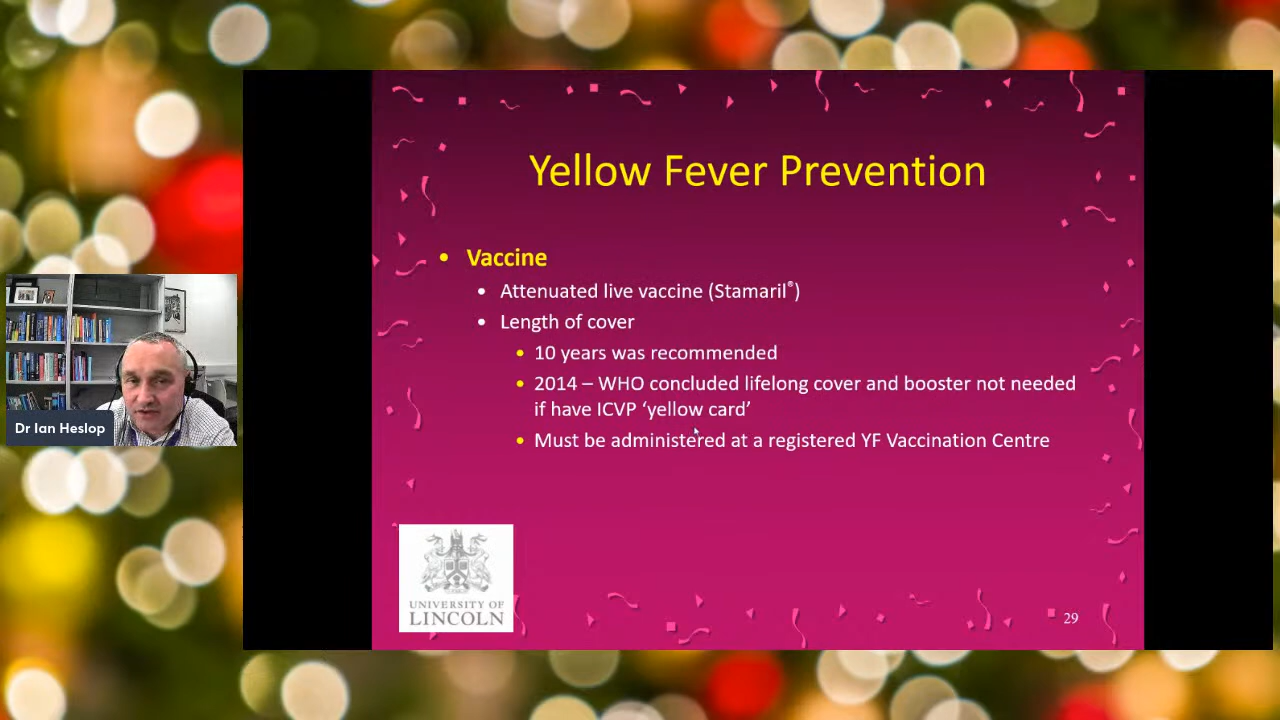 Yellow Fever Prevention
• Vaccine
• Attenuated live vaccine (Stamaril®)
• Length of cover
• 10 years was recommended
• 2014 – WHO concluded lifelong cover and booster not needed
if have ICVP ‘yellow card’
• Must be administered at a registered YF Vaccination Centre
Dr Ian Heslop
UNIVERSITY OF
LINCOLN
29